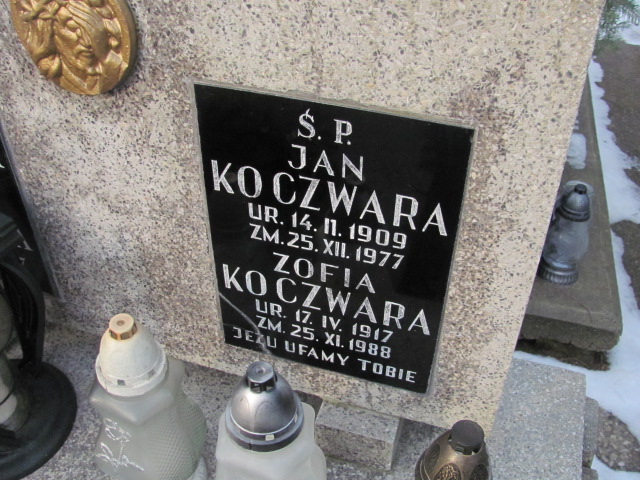 Ś. P.
JAN
KOCZWARA
UR. 14. II. 1909
ZM. 25. XII. 1977
ZOFIA
KOCZWARA
UR. 17. IV. 1917
ZM. 25. XI. 1988
JEZU UFAMY TOBIE